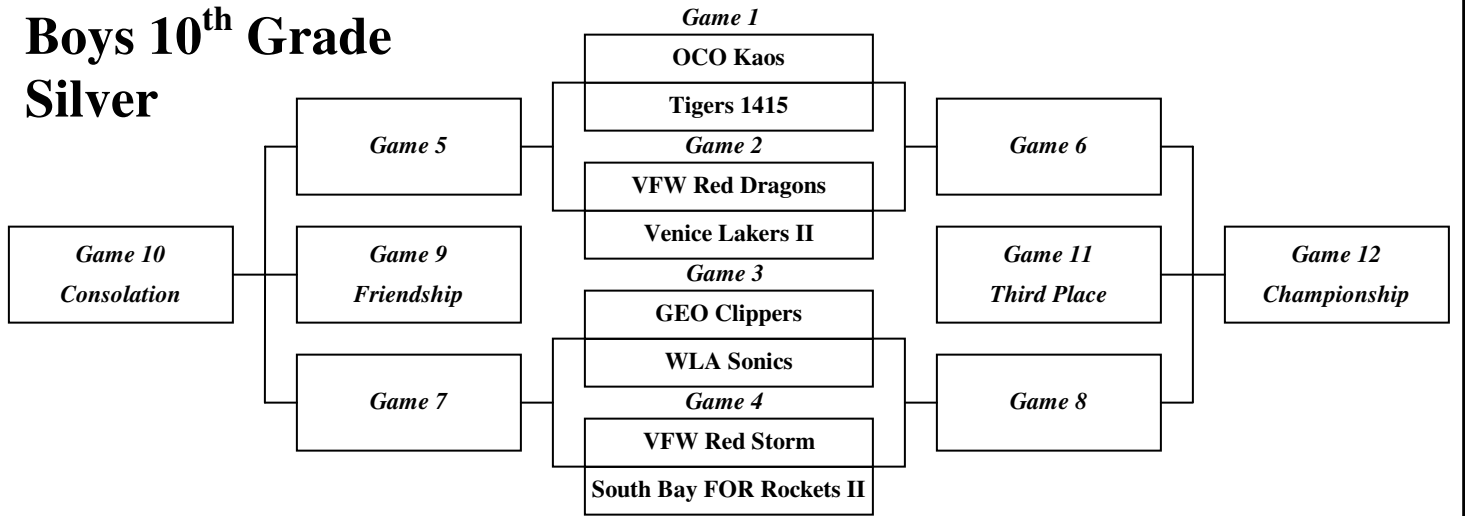 Boys 10th Grade
Silver
Game 1
OCO Kaos
Tigers 1415
Game 5
Game 2
Game 6
VFW Red Dragons
Venice Lakers II
Game 10
Consolation
Game 9
Friendship
Game 3
Game 11
Third Place
Game 12
Championship
GEO Clippers
WLA Sonics
Game 7
Game 4
Game 8
VFW Red Storm
South Bay FOR Rockets II